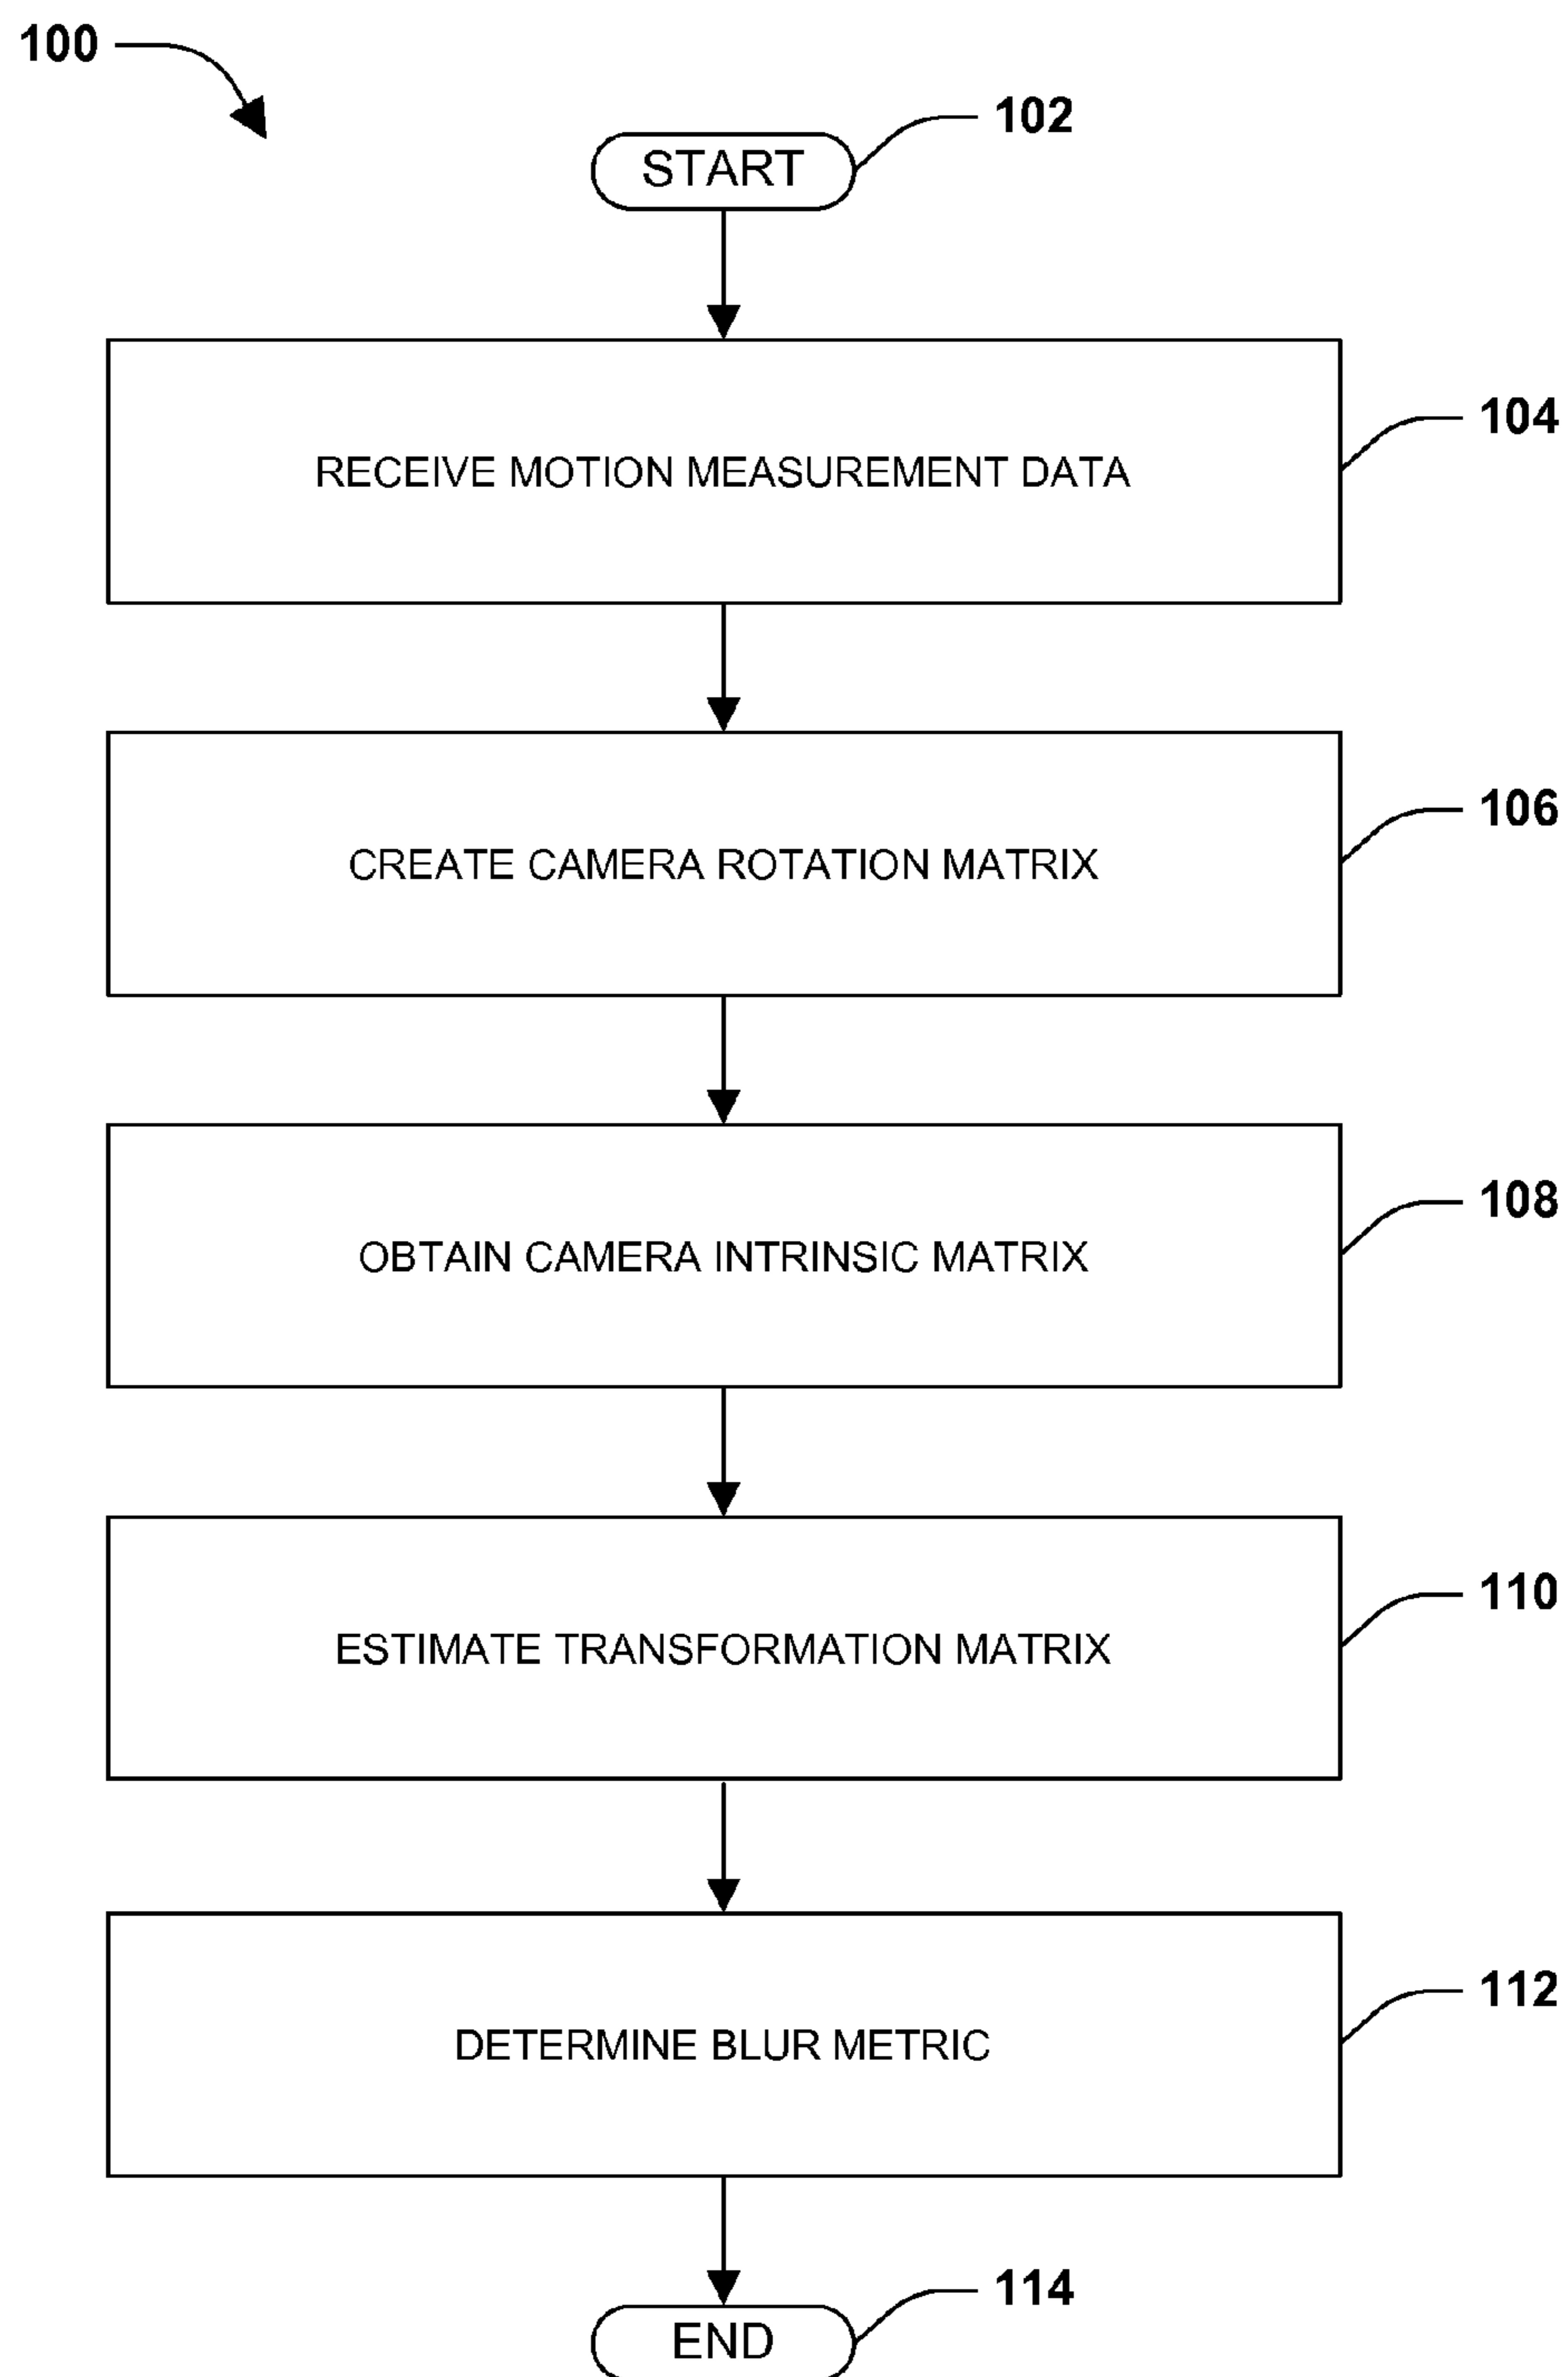 100
102
START
104
RECEIVE MOTION MEASUREMENT DATA
106
CREATE CAMERA ROTATION MATRIX
108
OBTAIN CAMERA INTRINSIC MATRIX
110
ESTIMATE TRANSFORMATION MATRIX
112
DETERMINE BLUR METRIC
114
END